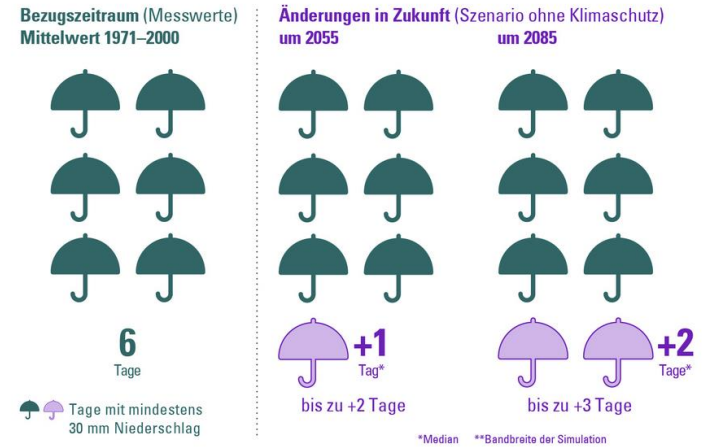 Bezugszeitraum (Messwerte)
Mittelwert 1971–2000
6
Tage
Tage mit mindestens
30 mm Niederschlag
Änderungen in Zukunft (Szenario ohne Klimaschutz)
um 2055
+1
Tag*
bis zu +2 Tage
um 2085
+2
Tage*
bis zu +3 Tage
*Median **Bandbreite der Simulation